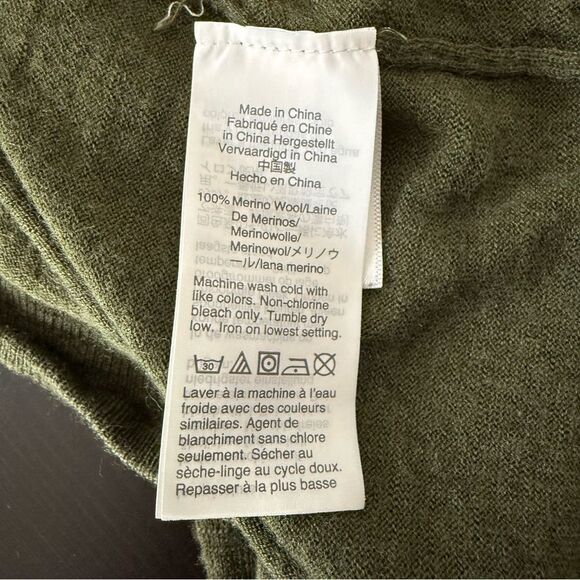 Made in China
Fabriqué en Chine
in China Hergestellt
Vervaardigd in China
中国製
Hecho en China
100% Merino Wool/Laine
De Merinos/
Merinowolle/
Merinowol/メリノウ
ール/lana merino
Machine wash cold with
like colors. Non-chlorine
bleach only. Tumble dry
low. Iron on lowest setting.
30
Laver à la machine à l'eau
froide avec des couleurs
similaires. Agent de
blanchiment sans chlore
seulement. Sécher au
sèche-linge au cycle doux.
Repasser à la plus basse